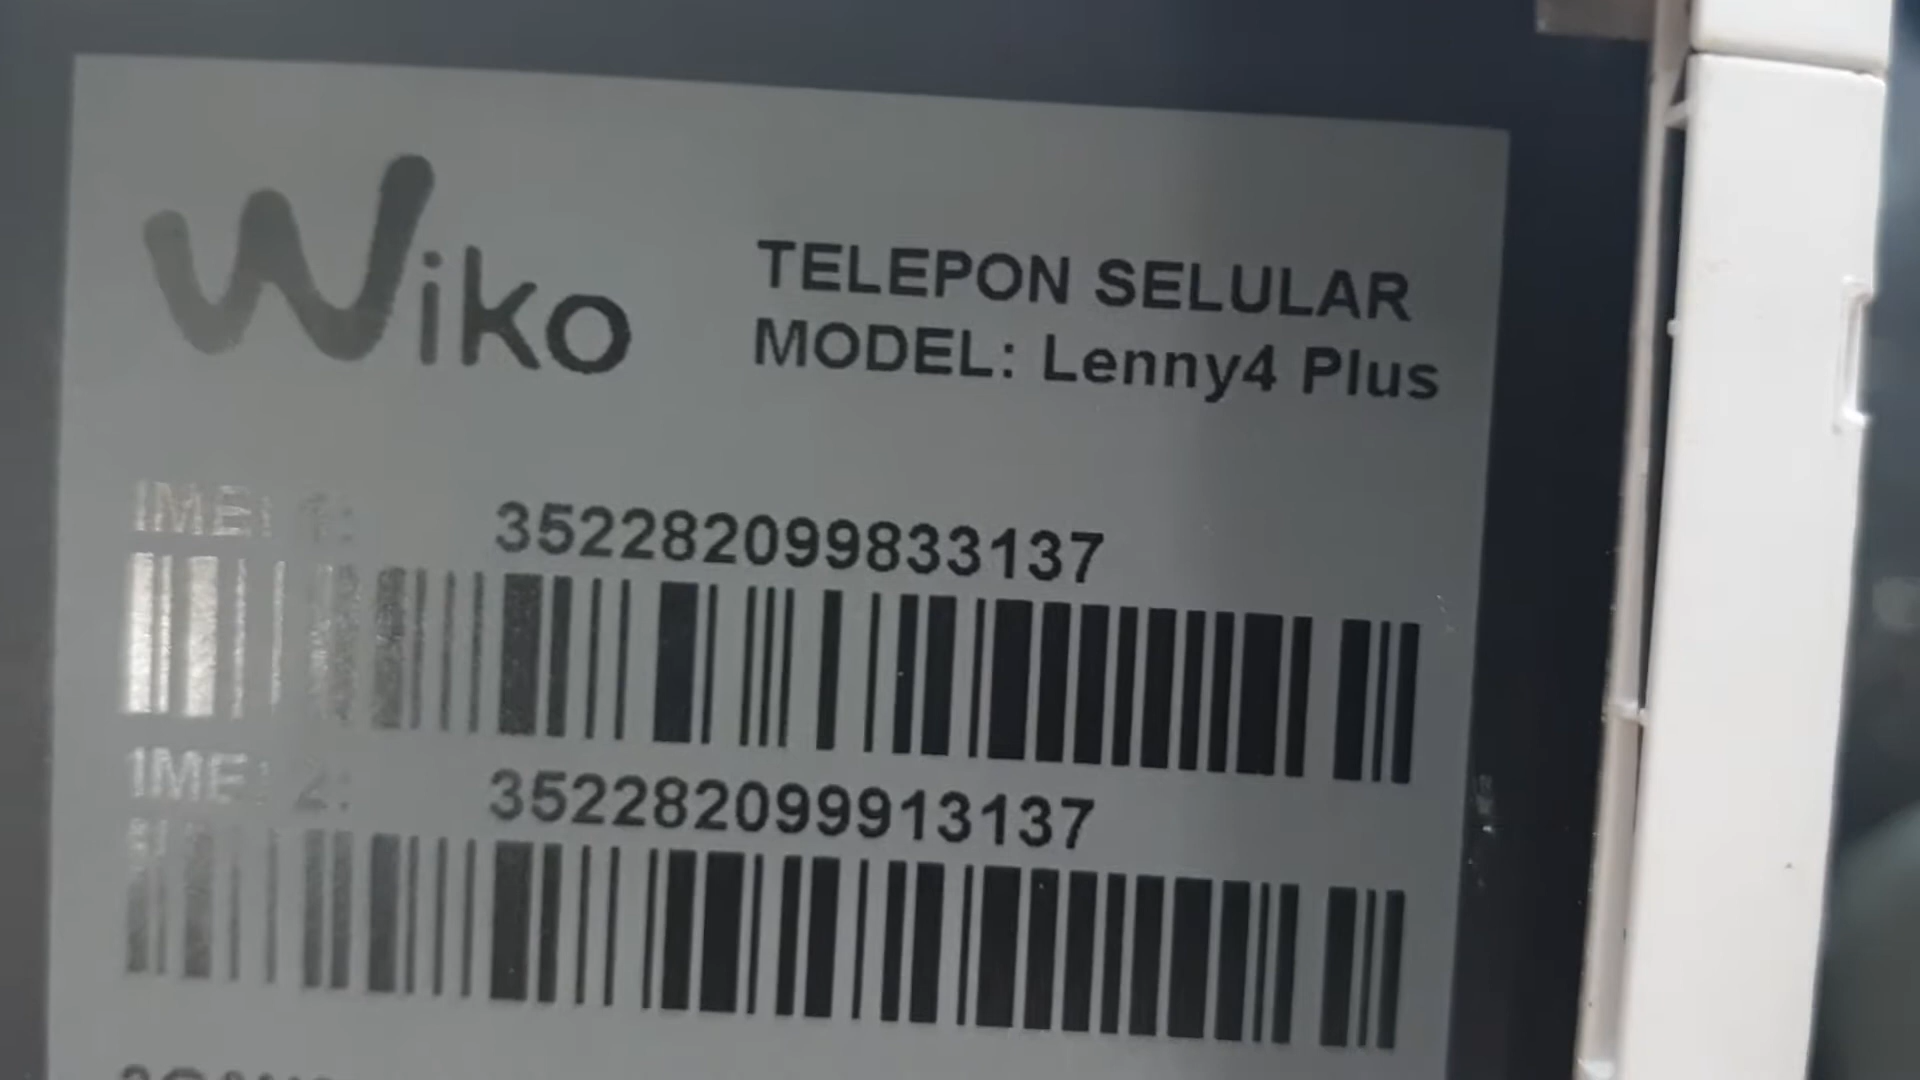 Wiko
TELEPON SELULAR
MODEL: Lenny4 Plus
IMEI 1: 352282099833137
IMEI 2: 352282099913137